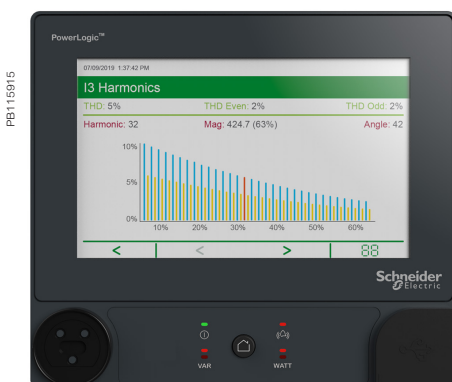 PB115915
PowerLogic™
07/09/2019 1:37:42 PM
I3 Harmonics
THD: 5% THD Even: 2% THD Odd: 2%
Harmonic: 32 Mag: 424.7 (63%) Angle: 42
10%
5%
0%
10% 20% 30% 40% 50% 60%
< < > 88
Schneider
Electric
VAR WATT